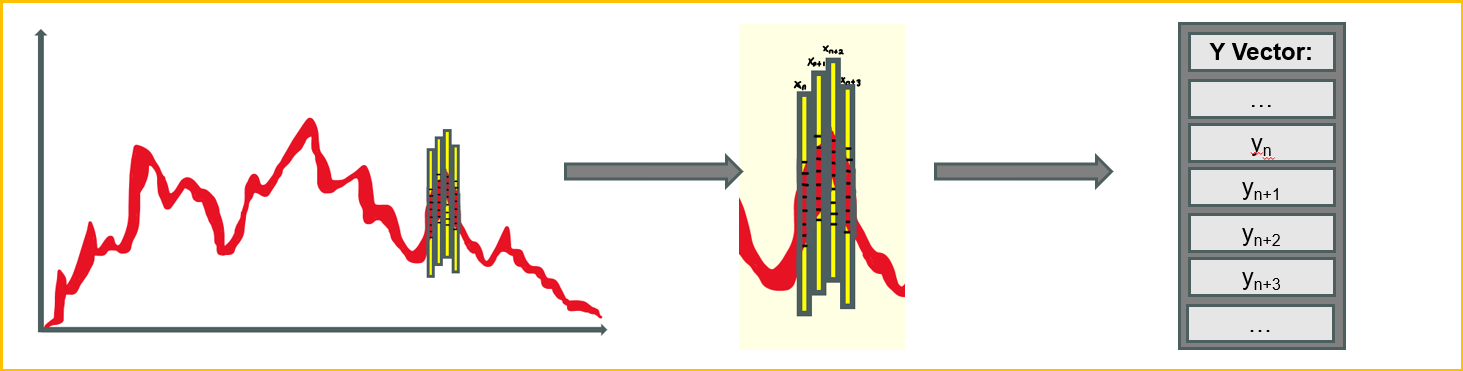 xₙ
xₙ₊₁
xₙ₊₂
xₙ₊₃
Y Vector:
...
yₙ
yₙ₊₁
yₙ₊₂
yₙ₊₃
...